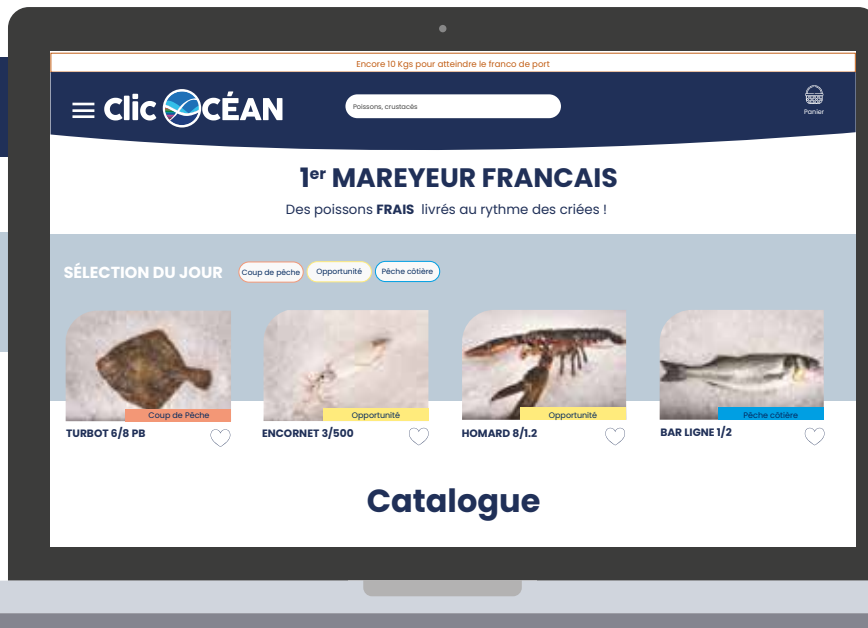 Encore 10 Kgs pour atteindre le franco de port
Clic OCÉAN
Poissons, crustacés
Panier
1er MAREYEUR FRANCAIS
Des poissons FRAIS livrés au rythme des criées !
SÉLECTION DU JOUR
Coup de pêche
Opportunité
Pêche côtière
Coup de Pêche
Opportunité
Opportunité
Pêche côtière
TURBOT 6/8 PB
ENCORNET 3/500
HOMARD 8/1.2
BAR LIGNE 1/2
Catalogue